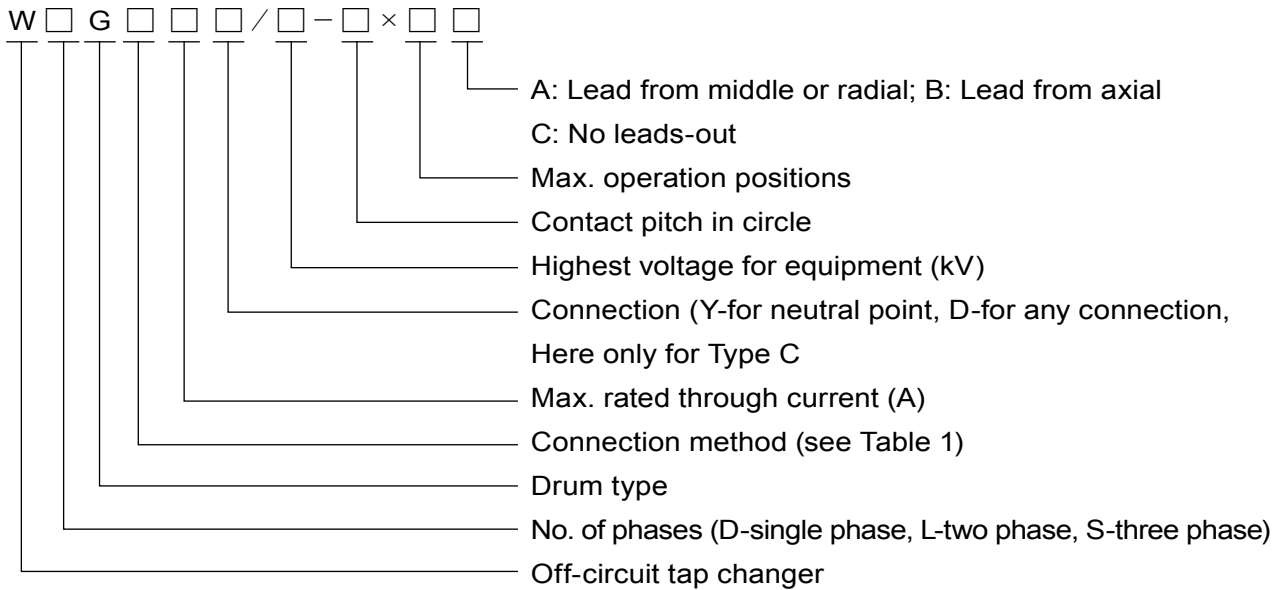 W □ G □ □ □ / □ - □ × □ □
A: Lead from middle or radial; B: Lead from axial
C: No leads-out
Max. operation positions
Contact pitch in circle
Highest voltage for equipment (kV)
Connection (Y-for neutral point, D-for any connection,
Here only for Type C
Max. rated through current (A)
Connection method (see Table 1)
Drum type
No. of phases (D-single phase, L-two phase, S-three phase)
Off-circuit tap changer